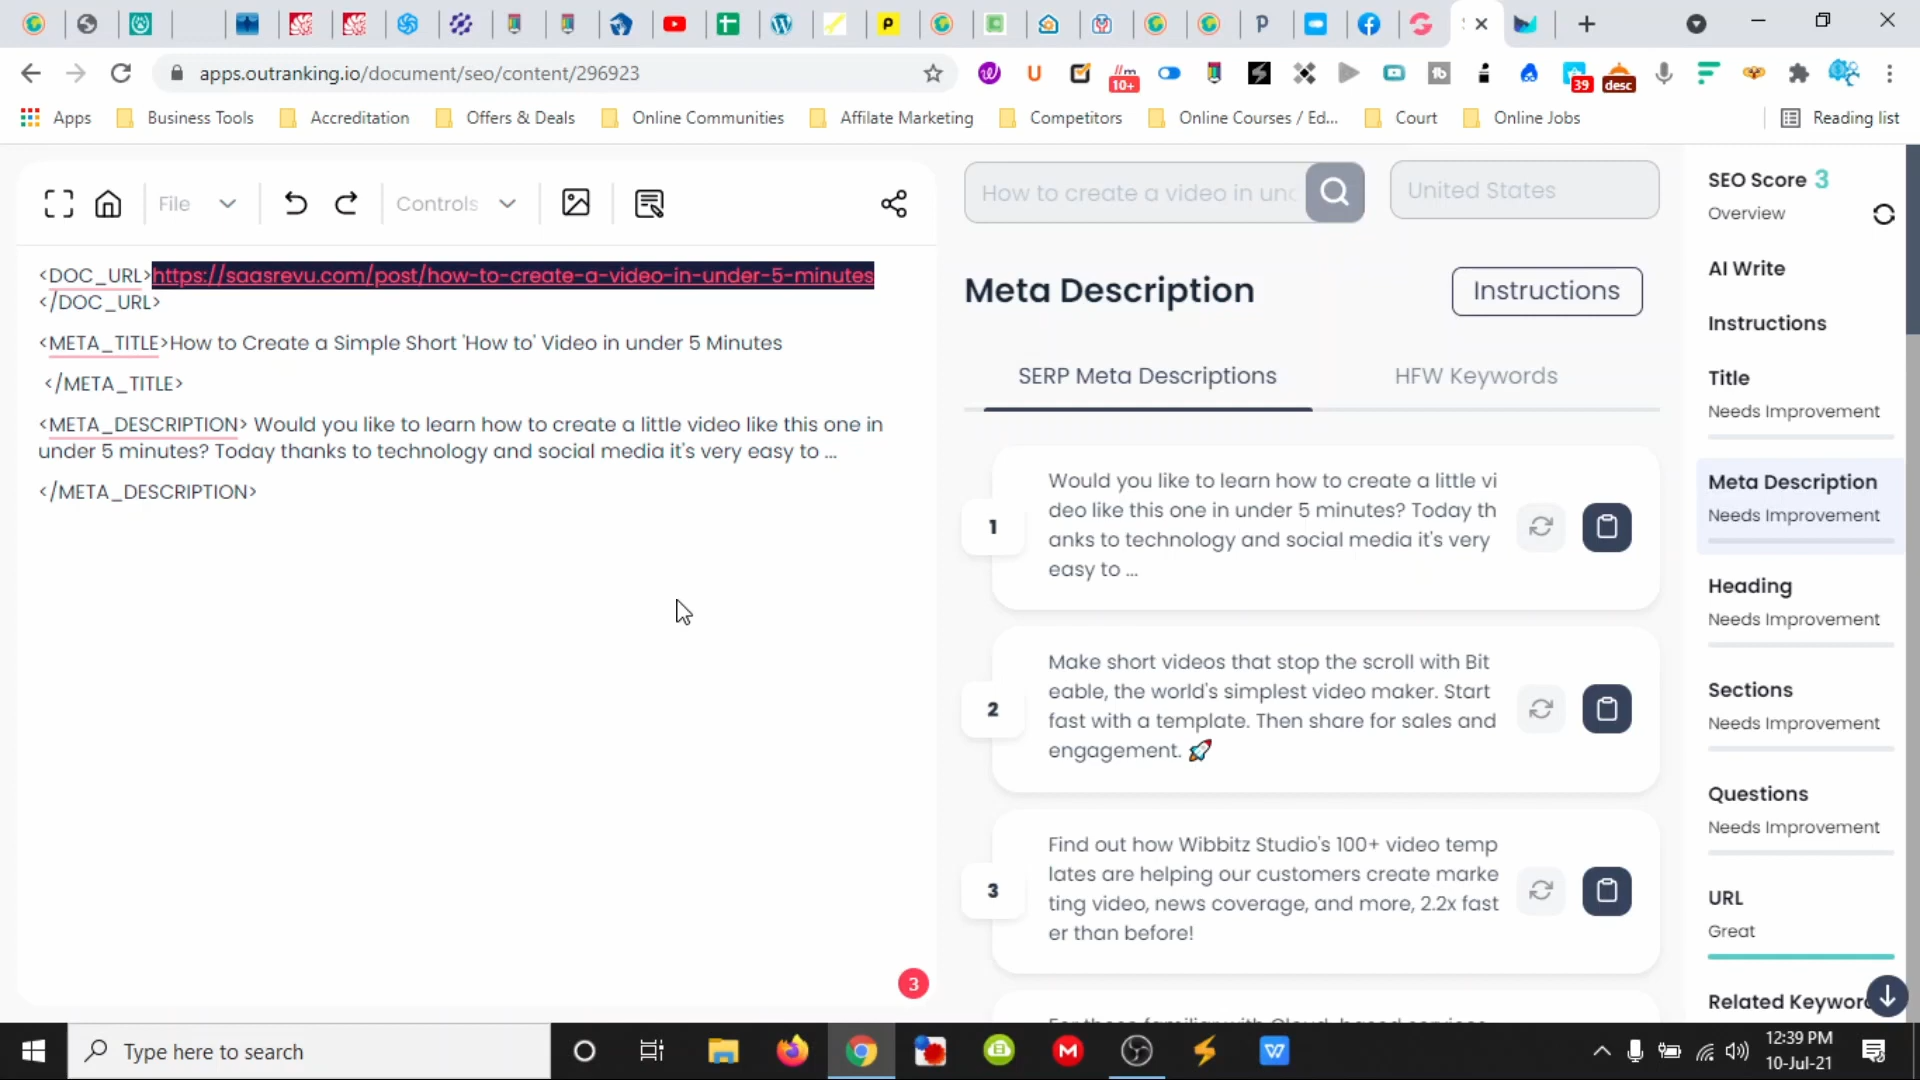 apps.outranking.io/document/seo/content/296923
10+
39
desc
Apps
Business Tools
Accreditation
Offers & Deals
Online Communities
Affilate Marketing
Competitors
Online Courses / Ed...
Court
Online Jobs
Reading list
File
Controls
<DOC_URL>https://saasrevu.com/post/how-to-create-a-video-in-under-5-minutes
</DOC_URL>
<META_TITLE>How to Create a Simple Short 'How to' Video in under 5 Minutes
</META_TITLE>
<META_DESCRIPTION> Would you like to learn how to create a little video like this one in
under 5 minutes? Today thanks to technology and social media it's very easy to ...
</META_DESCRIPTION>
3
How to create a video in unc
United States
Meta Description
Instructions
SERP Meta Descriptions
HFW Keywords
1
Would you like to learn how to create a little vi
deo like this one in under 5 minutes? Today th
anks to technology and social media it's very
easy to ...
2
Make short videos that stop the scroll with Bit
eable, the world's simplest video maker. Start
fast with a template. Then share for sales and
engagement. 🚀
3
Find out how Wibbitz Studio's 100+ video temp
lates are helping our customers create marke
ting video, news coverage, and more, 2.2x fast
er than before!
SEO Score 3
Overview
AI Write
Instructions
Title
Needs Improvement
Meta Description
Needs Improvement
Heading
Needs Improvement
Sections
Needs Improvement
Questions
Needs Improvement
URL
Great
Related Keywor
Type here to search
12:39 PM
10-Jul-21